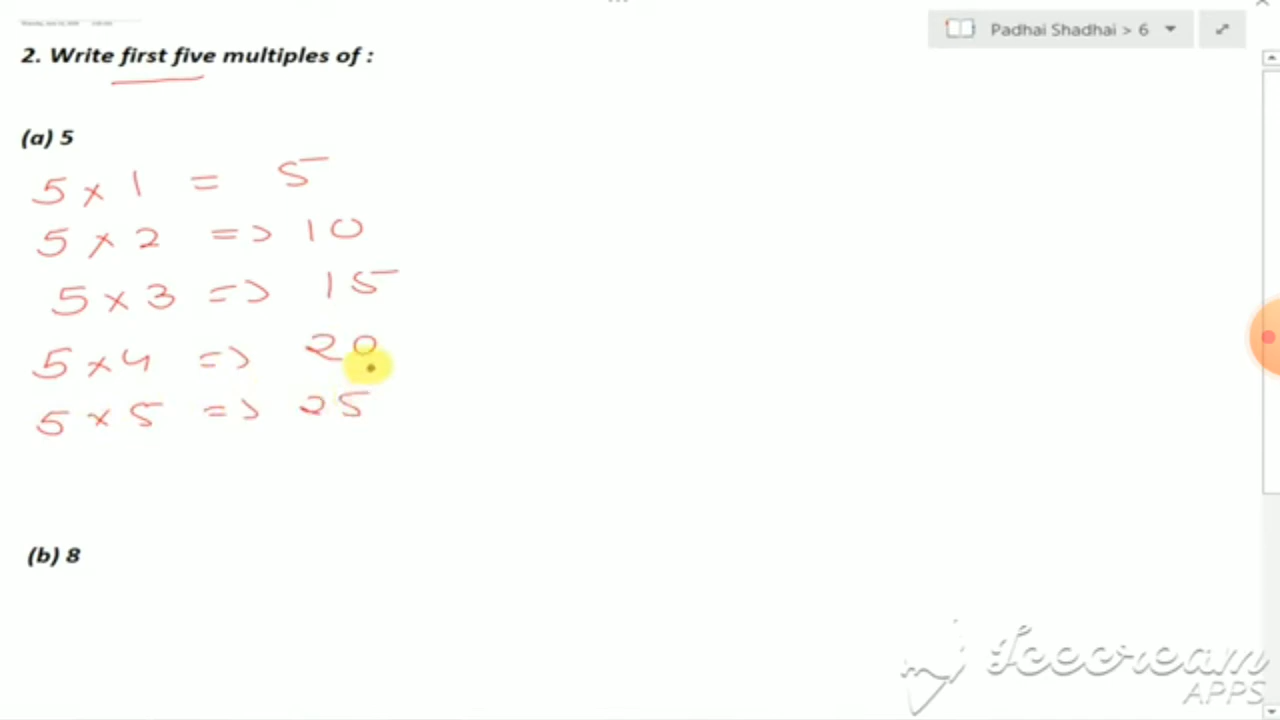 Padhai Shadhai > 6
2. Write first five multiples of :
(a) 5
5 × 1 = 5
5 × 2 => 10
5 × 3 => 15
5 × 4 => 20
5 × 5 => 25
(b) 8
Icecream
APPS